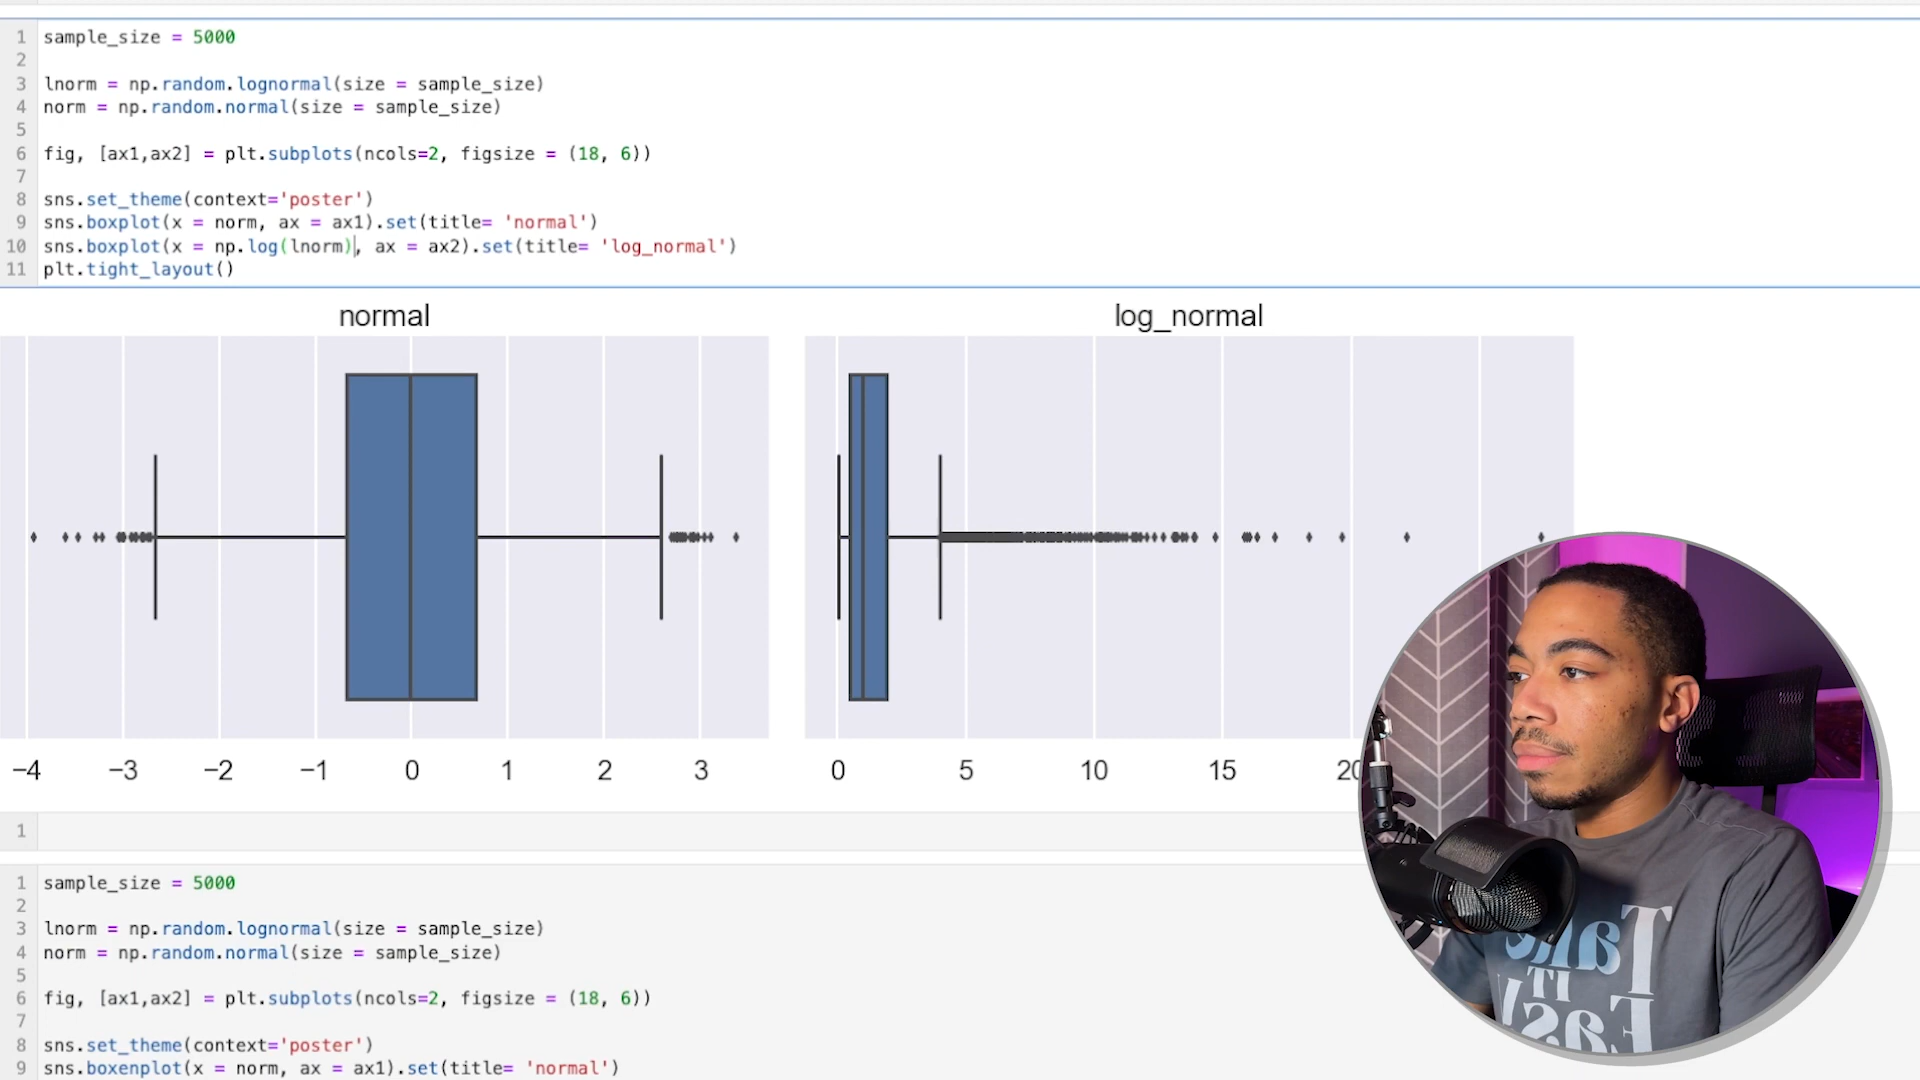 1 sample_size = 5000
2
3 lnorm = np.random.lognormal(size = sample_size)
4 norm = np.random.normal(size = sample_size)
5
6 fig, [ax1,ax2] = plt.subplots(ncols=2, figsize = (18, 6))
7
8 sns.set_theme(context='poster')
9 sns.boxplot(x = norm, ax = ax1).set(title= 'normal')
10 sns.boxplot(x = np.log(lnorm), ax = ax2).set(title= 'log_normal')
11 plt.tight_layout()
normal
log_normal
−4 −3 −2 −1 0 1 2 3
0 5 10 15 20
1
1 sample_size = 5000
2
3 lnorm = np.random.lognormal(size = sample_size)
4 norm = np.random.normal(size = sample_size)
5
6 fig, [ax1,ax2] = plt.subplots(ncols=2, figsize = (18, 6))
7
8 sns.set_theme(context='poster')
9 sns.boxenplot(x = norm, ax = ax1).set(title= 'normal')
IT